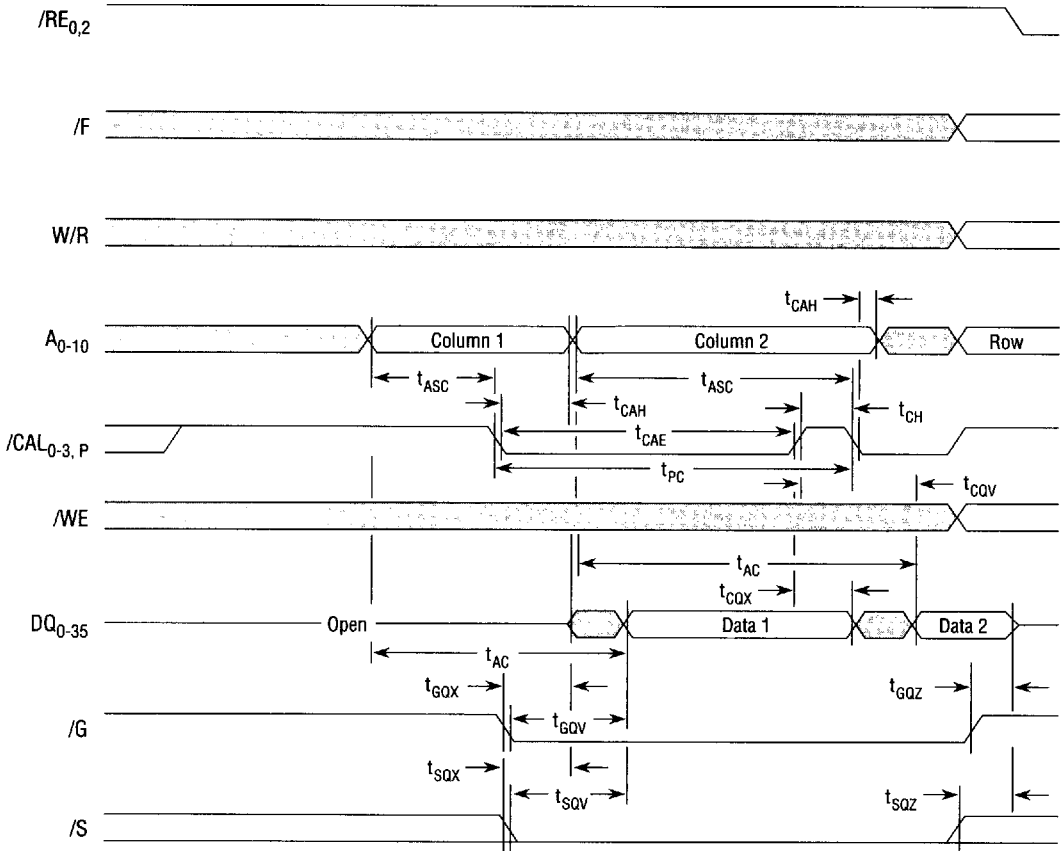 /RE0,2
/F
W/R
tCAH
A0-10 Column 1 Column 2 Row
tASC tASC
tCAH tCH
/CAL0-3, P tCAE
tPC
tCQV
/WE
tAC
tCQX
DQ0-35 Open Data 1 Data 2
tAC
tGQX tGQZ
/G tGQV
tSQX
tSQV tSQZ
/S